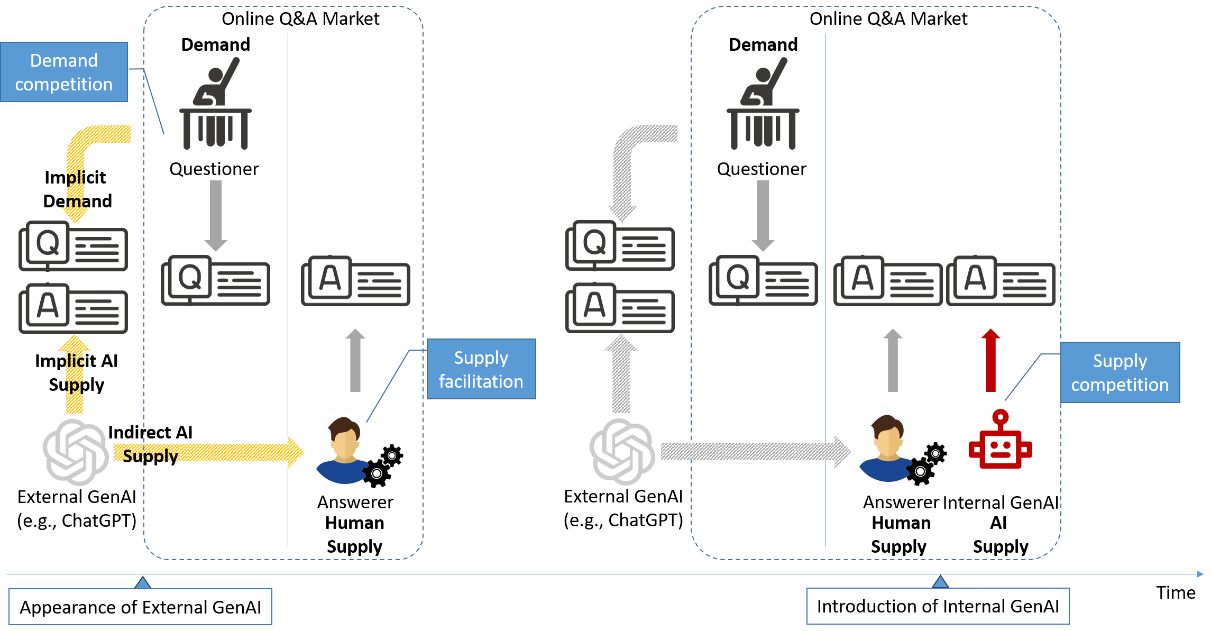 Online Q&A Market
Demand
Demand
competition
Questioner
Implicit
Demand
Q
A
Q
A
Implicit AI
Supply
Supply
facilitation
Indirect AI
Supply
External GenAI
(e.g., ChatGPT)
Answerer
Human
Supply
Online Q&A Market
Demand
Questioner
Q
A
Q
A
A
Supply
competition
External GenAI
(e.g., ChatGPT)
Answerer
Human
Supply
Internal GenAI
AI
Supply
Time
Appearance of External GenAI
Introduction of Internal GenAI